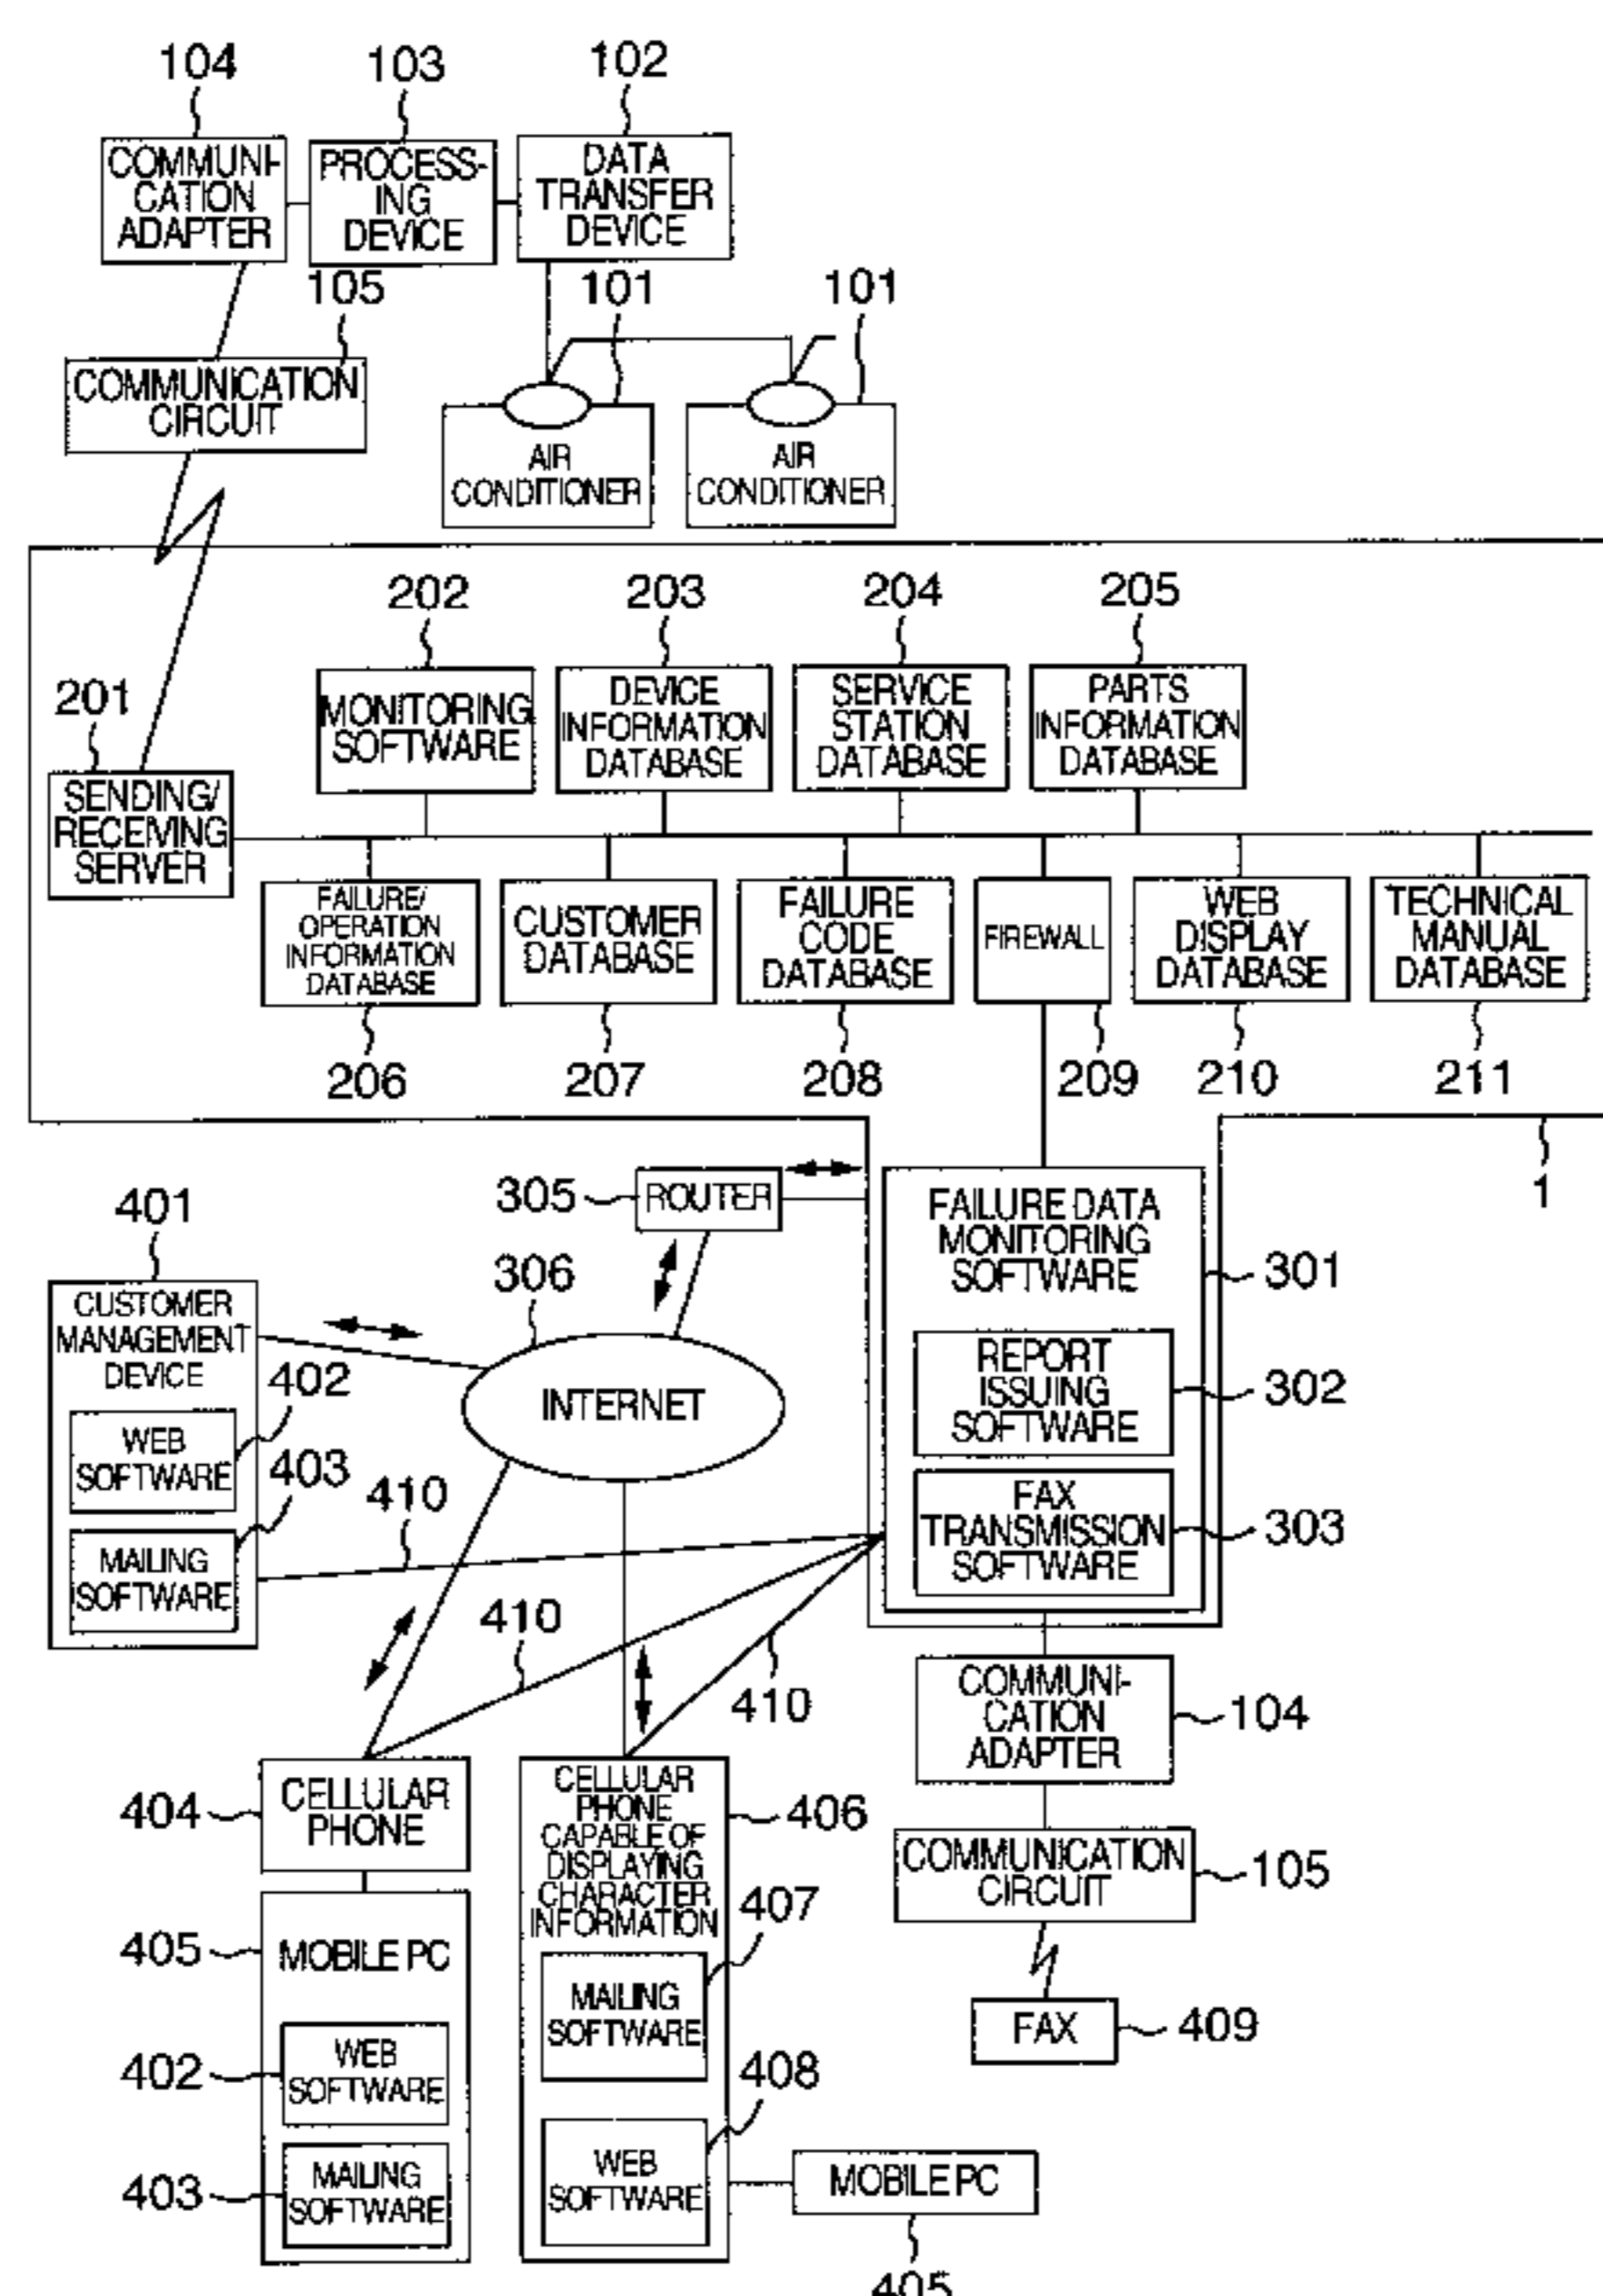 104
103
102
COMMUNI-
CATION
ADAPTER
PROCESS-
ING
DEVICE
DATA
TRANSFER
DEVICE
105
101
101
COMMUNICATION
CIRCUIT
AIR
CONDITIONER
AIR
CONDITIONER
202
203
204
205
201
MONITORING
SOFTWARE
DEVICE
INFORMATION
DATABASE
SERVICE
STATION
DATABASE
PARTS
INFORMATION
DATABASE
SENDING/
RECEIVING
SERVER
FAILURE/
OPERATION
INFORMATION
DATABASE
CUSTOMER
DATABASE
FAILURE
CODE
DATABASE
FIREWALL
WEB
DISPLAY
DATABASE
TECHNICAL
MANUAL
DATABASE
206
207
208
209
210
211
1
305
ROUTER
FAILURE DATA
MONITORING
SOFTWARE
301
REPORT
ISSUING
SOFTWARE
302
FAX
TRANSMISSION
SOFTWARE
303
401
306
CUSTOMER
MANAGEMENT
DEVICE
402
INTERNET
WEB
SOFTWARE
403
410
MAILING
SOFTWARE
410
410
COMMUNI-
CATION
ADAPTER
104
404
CELLULAR
PHONE
CELLULAR
PHONE
CAPABLE OF
DISPLAYING
CHARACTER
INFORMATION
406
COMMUNICATION
CIRCUIT
105
405
MOBILE PC
407
MAILING
SOFTWARE
FAX
409
402
WEB
SOFTWARE
408
403
MAILING
SOFTWARE
WEB
SOFTWARE
MOBILE PC
405